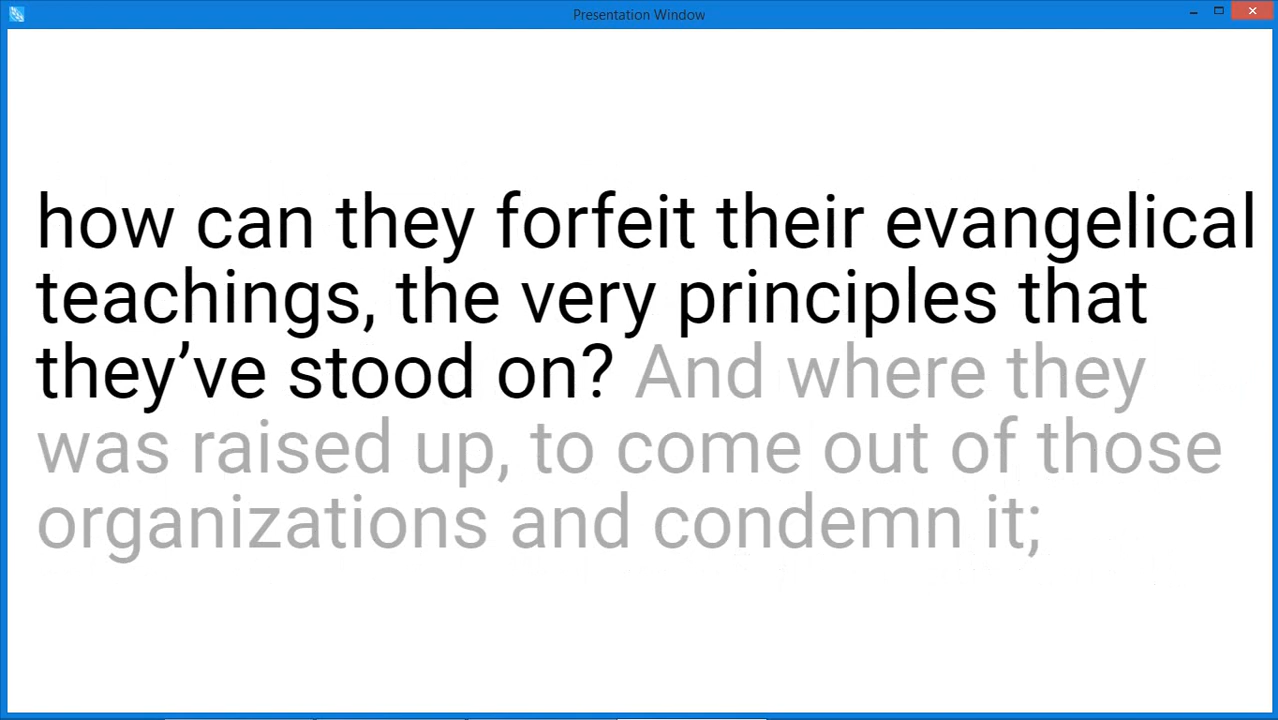 Presentation Window
how can they forfeit their evangelical
teachings, the very principles that
they’ve stood on? And where they
was raised up, to come out of those
organizations and condemn it;